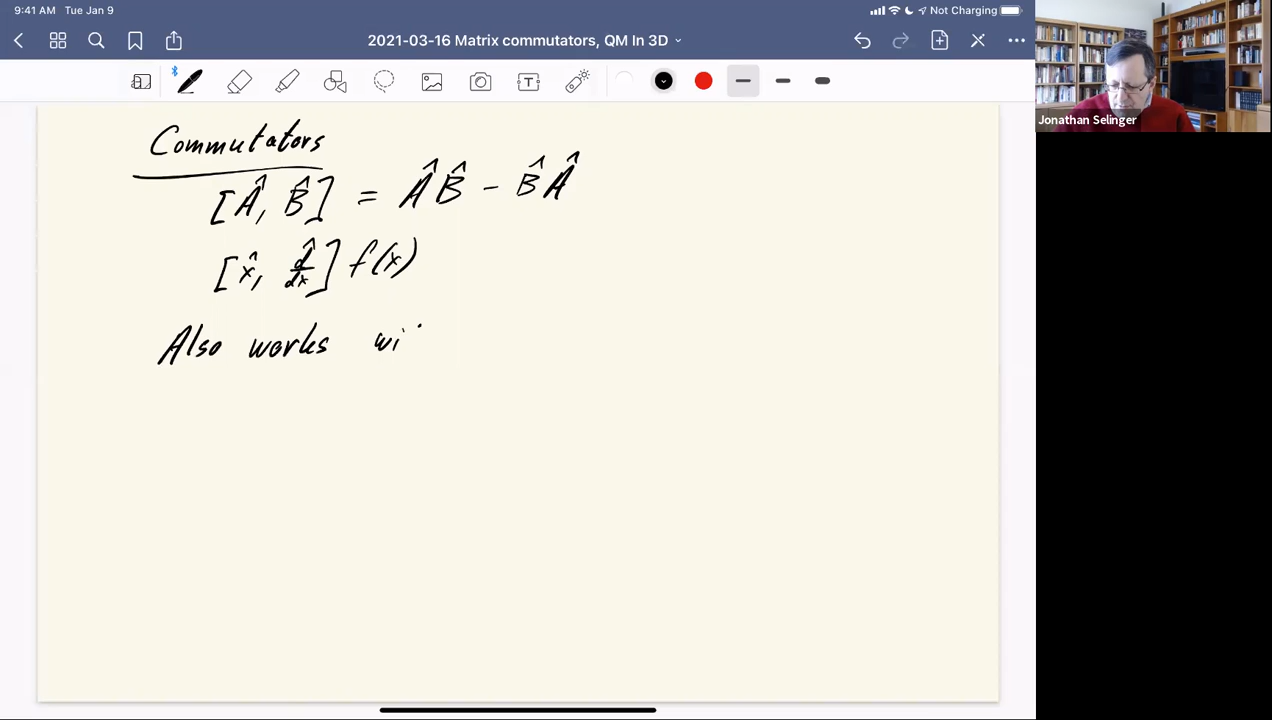 9:41 AM Tue Jan 9
Not Charging
2021-03-16 Matrix commutators, QM In 3D
Jonathan Selinger
Commutators
[Â, B̂] = ÂB̂ - B̂Â
[x̂, d̂/dx] f(x)
Also works wi